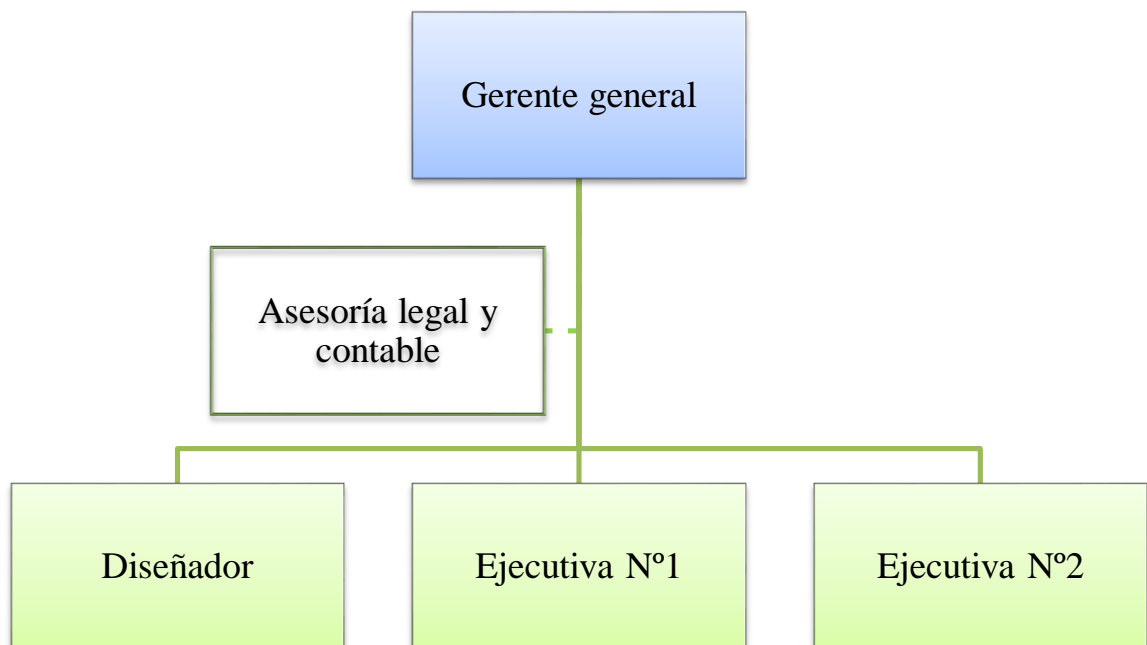 Gerente general
Asesoría legal y
contable
Diseñador
Ejecutiva Nº1
Ejecutiva Nº2